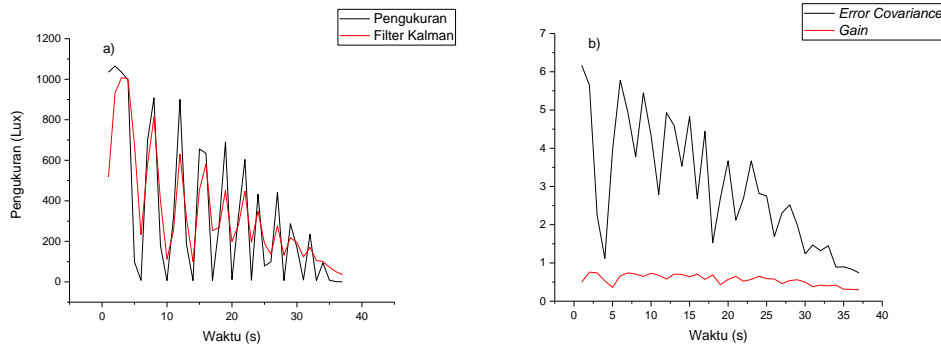 Pengukuran
Filter Kalman
a)
Pengukuran (Lux)
1200
1000
800
600
400
200
0
0 10 20 30 40
Waktu (s)
Error Covariance
Gain
b)
7
6
5
4
3
2
1
0
0 5 10 15 20 25 30 35 40
Waktu (s)